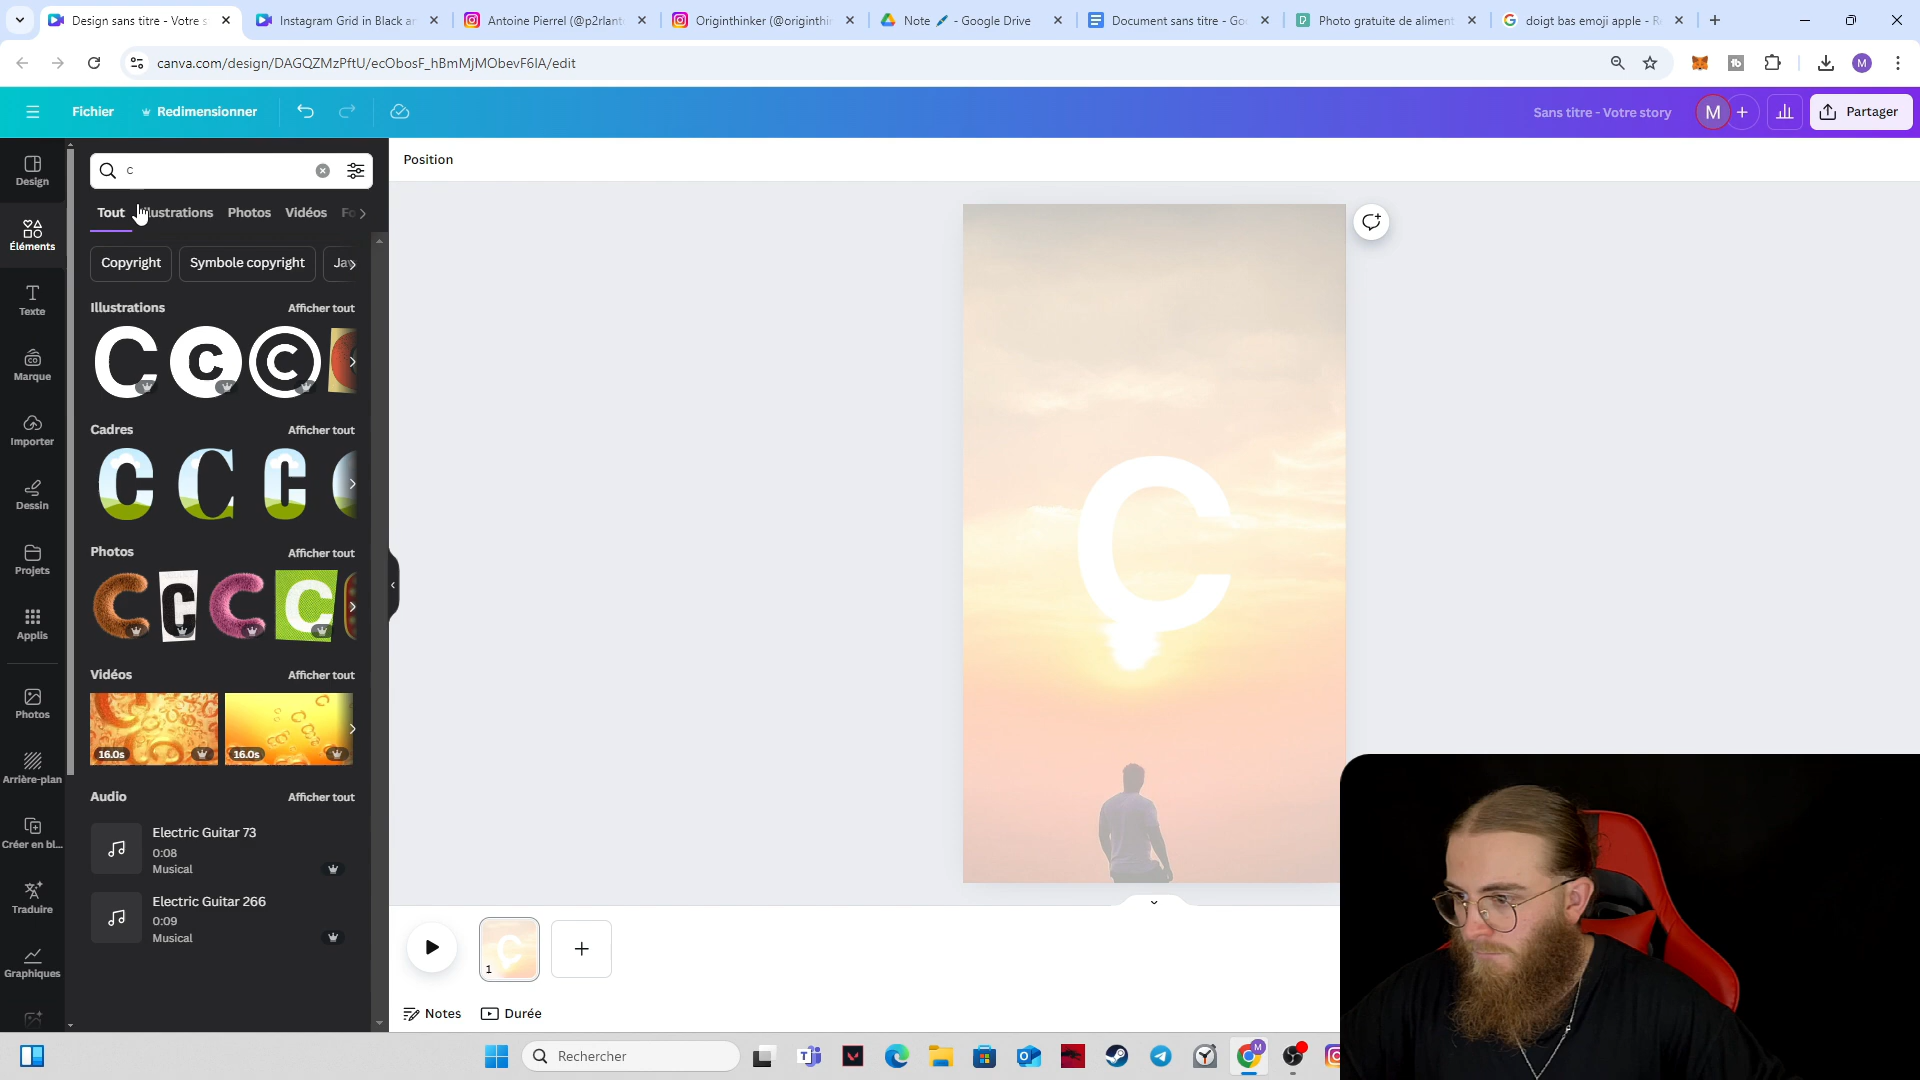 Design sans titre - Votre s
Instagram Grid in Black ar
Antoine Pierrel (@p2rlant
Originthinker (@originthin
Note - Google Drive
Document sans titre - Goo
Photo gratuite de aliment
doigt bas emoji apple - Re
canva.com/design/DAGQZMzPftU/ecObosF_hBmMjMObevF6IA/edit
M
Fichier
Redimensionner
Sans titre - Votre story
M
Partager
Design
Éléments
Texte
Marque
Importer
Dessin
Projets
Applis
Photos
Arrière-plan
Créer en bl...
Traduire
Graphiques
c
Tout
Illustrations
Photos
Vidéos
Fo
Copyright
Symbole copyright
Ja
Illustrations
Afficher tout
C
C
C
Cadres
Afficher tout
C
C
C
Photos
Afficher tout
C
C
C
C
Vidéos
Afficher tout
16.0s
16.0s
Audio
Afficher tout
Electric Guitar 73
0:08
Musical
Electric Guitar 266
0:09
Musical
Position
C
1
Notes
Durée
Rechercher